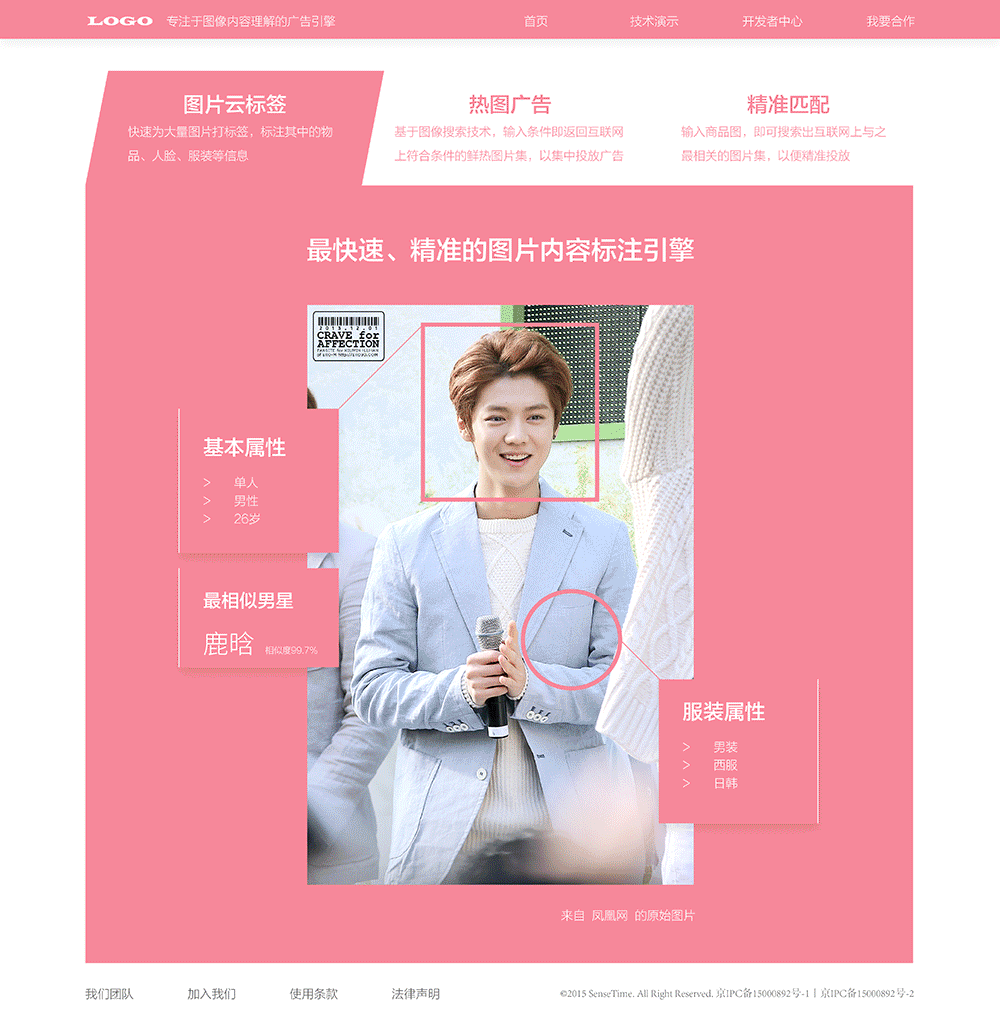 LOGO 专注于图像内容理解的广告引擎 首页 技术演示 开发者中心 我要合作
图片云标签
快速为大量图片打标签，标注其中的物
品、人脸、服装等信息
热图广告
基于图像搜索技术，输入条件即返回互联网
上符合条件的鲜热图片集，以集中投放广告
精准匹配
输入商品图，即可搜索出互联网上与之
最相关的图片集，以便精准投放
最快速、精准的图片内容标注引擎
2013.12.01
CRAVE for
AFFECTION
基本属性
> 单人
> 男性
> 26岁
最相似男星
鹿晗 相似度99.7%
服装属性
> 男装
> 西服
> 日韩
来自 凤凰网 的原始图片
我们团队 加入我们 使用条款 法律声明 ©2015 SenseTime. All Right Reserved. 京IPC备15000892号-1丨京IPC备15000892号-2